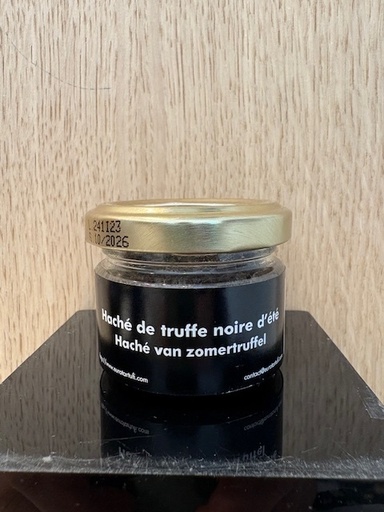 241123
10/2026
Haché de truffe noire d'été
Haché van zomertruffel